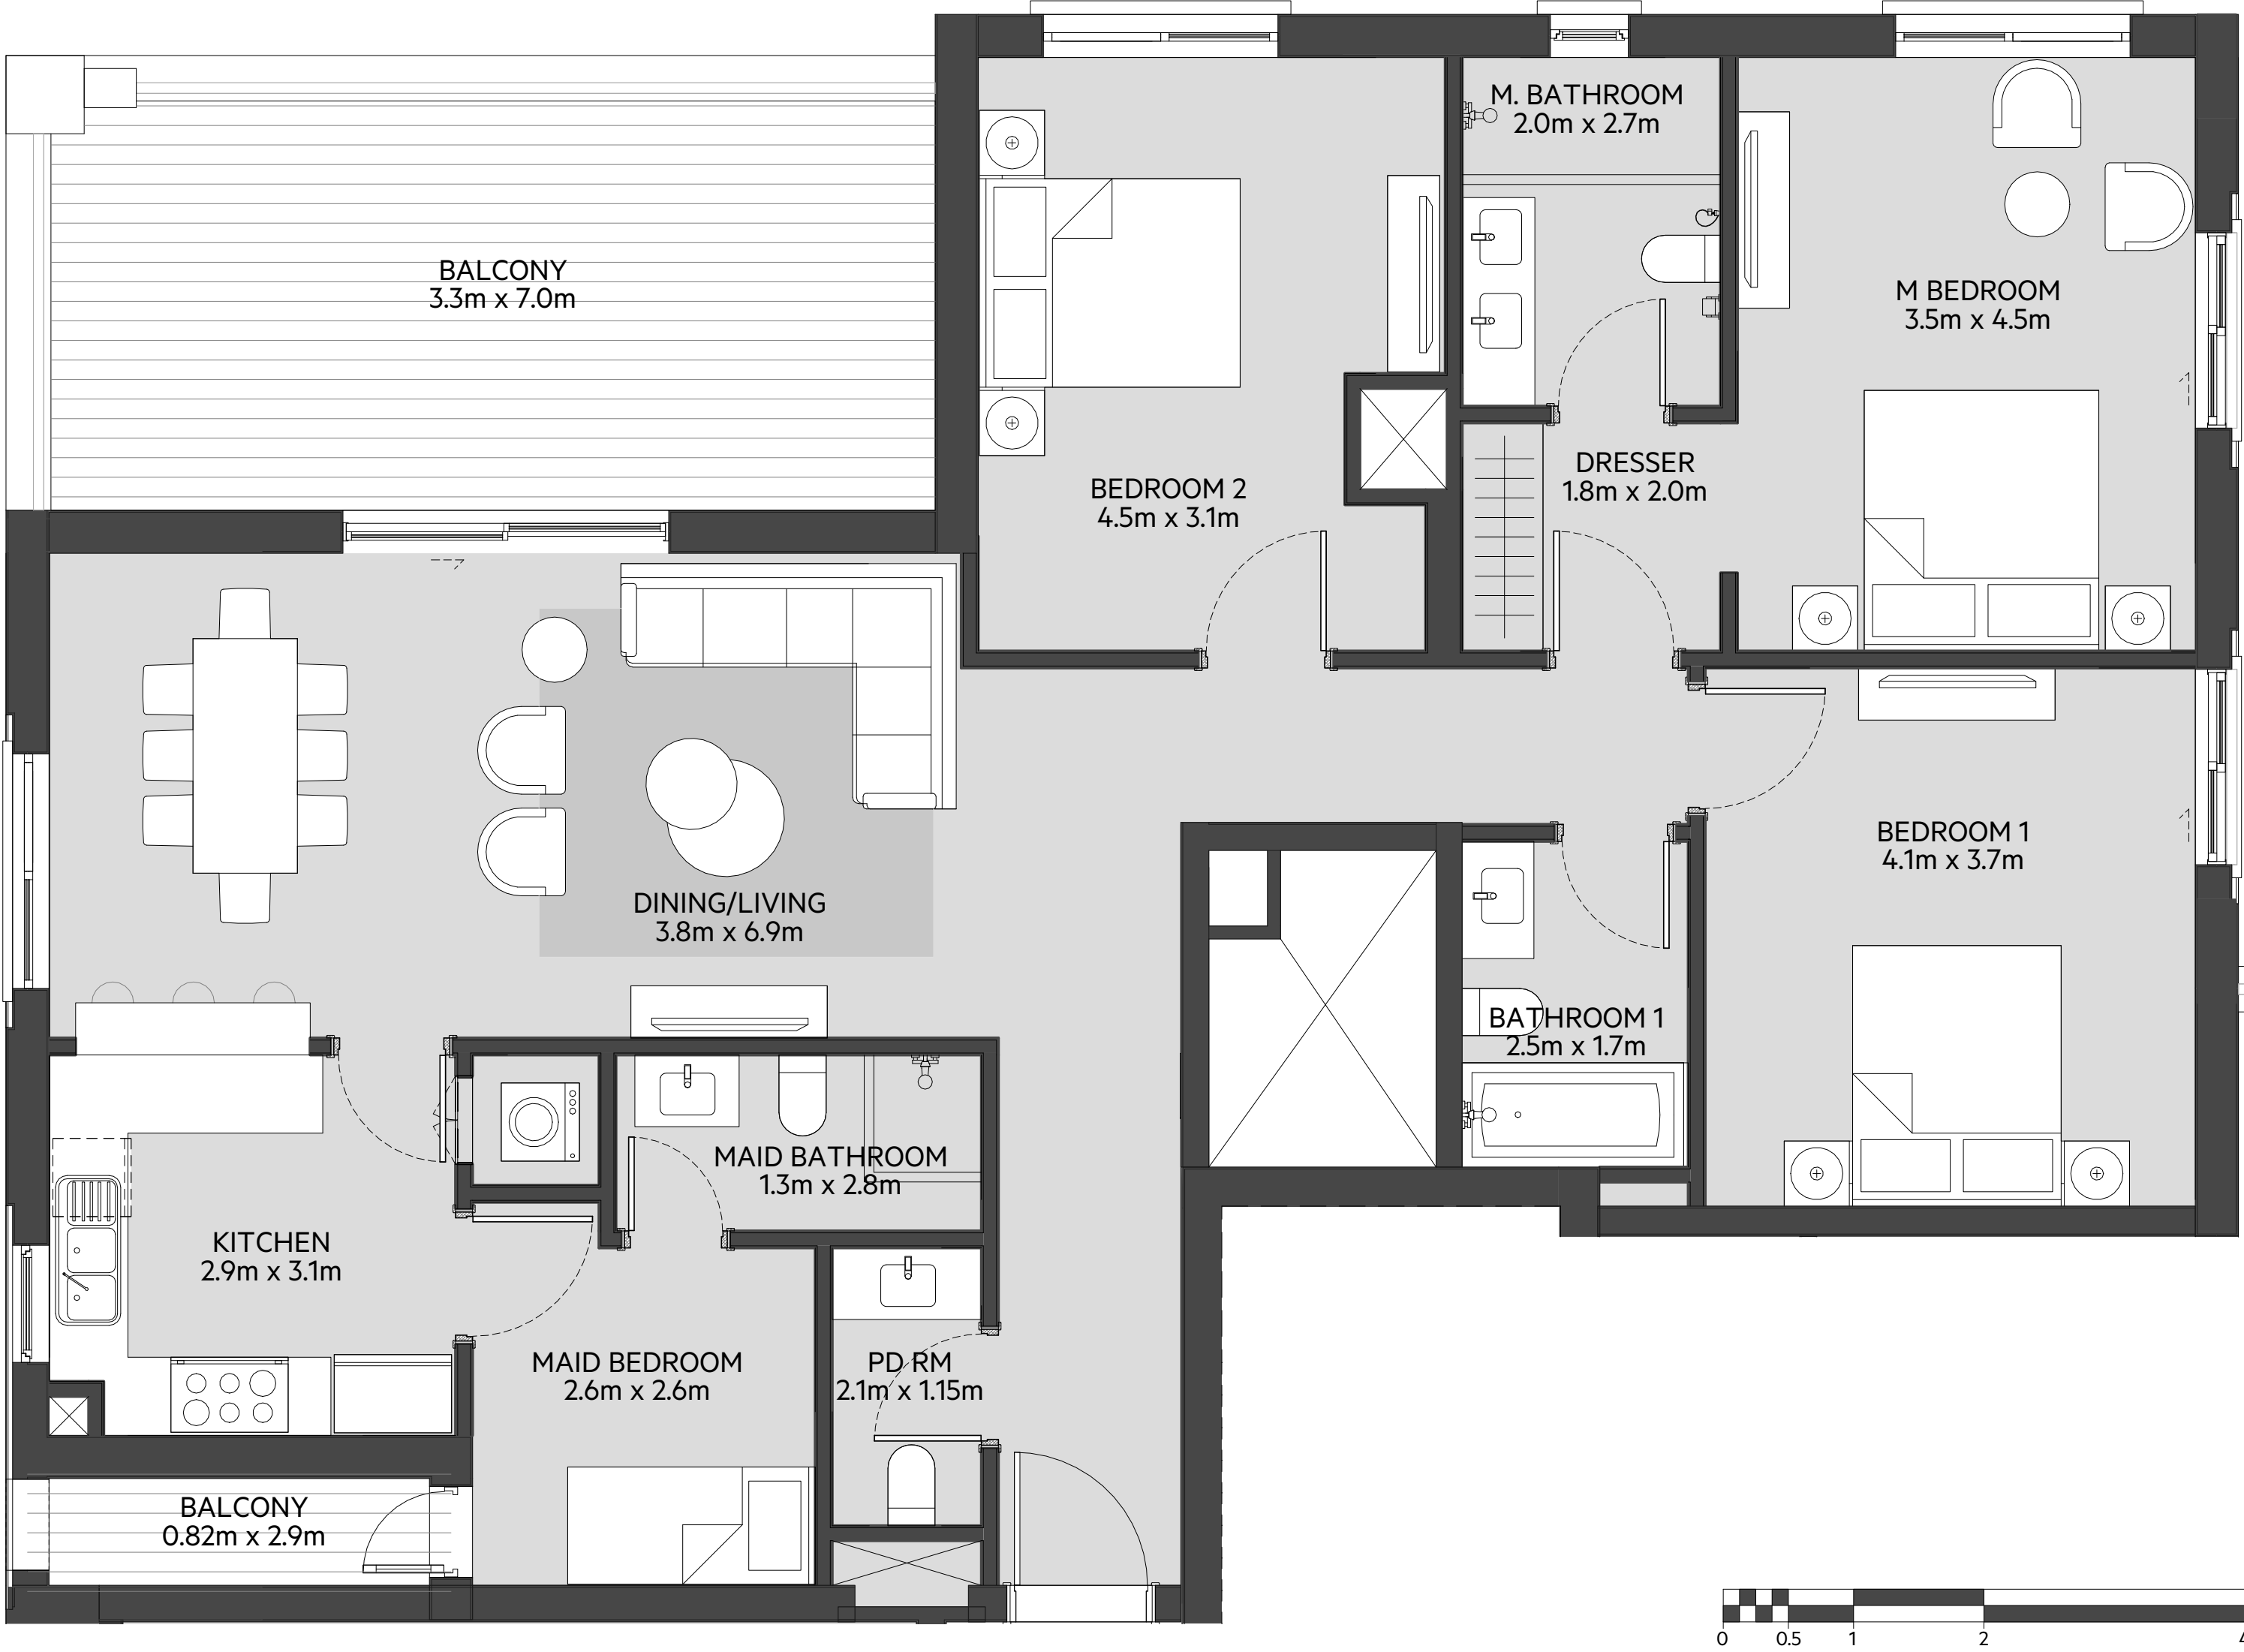 M. BATHROOM
2.0m x 2.7m
BALCONY
3.3m x 7.0m
M BEDROOM
3.5m x 4.5m
BEDROOM 2
4.5m x 3.1m
DRESSER
1.8m x 2.0m
BEDROOM 1
4.1m x 3.7m
DINING/LIVING
3.8m x 6.9m
BATHROOM 1
2.5m x 1.7m
MAID BATHROOM
1.3m x 2.8m
KITCHEN
2.9m x 3.1m
MAID BEDROOM
2.6m x 2.6m
PD RM
2.1m x 1.15m
BALCONY
0.82m x 2.9m
0 0.5 1 2 4